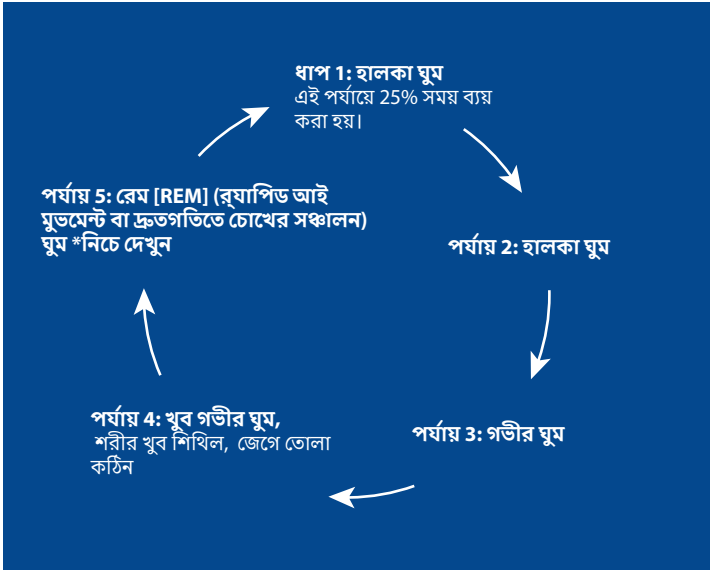 ধাপ 1: হালকা ঘুম
এই পর্যায়ে 25% সময় ব্যয়
করা হয়।
পর্যায় 2: হালকা ঘুম
পর্যায় 3: গভীর ঘুম
পর্যায় 4: খুব গভীর ঘুম,
শরীর খুব শিথিল, জেগে তোলা
কঠিন
পর্যায় 5: রেম [REM] (র‍্যাপিড আই
মুভমেন্ট বা দ্রুতগতিতে চোখের সঞ্চালন)
ঘুম *নিচে দেখুন